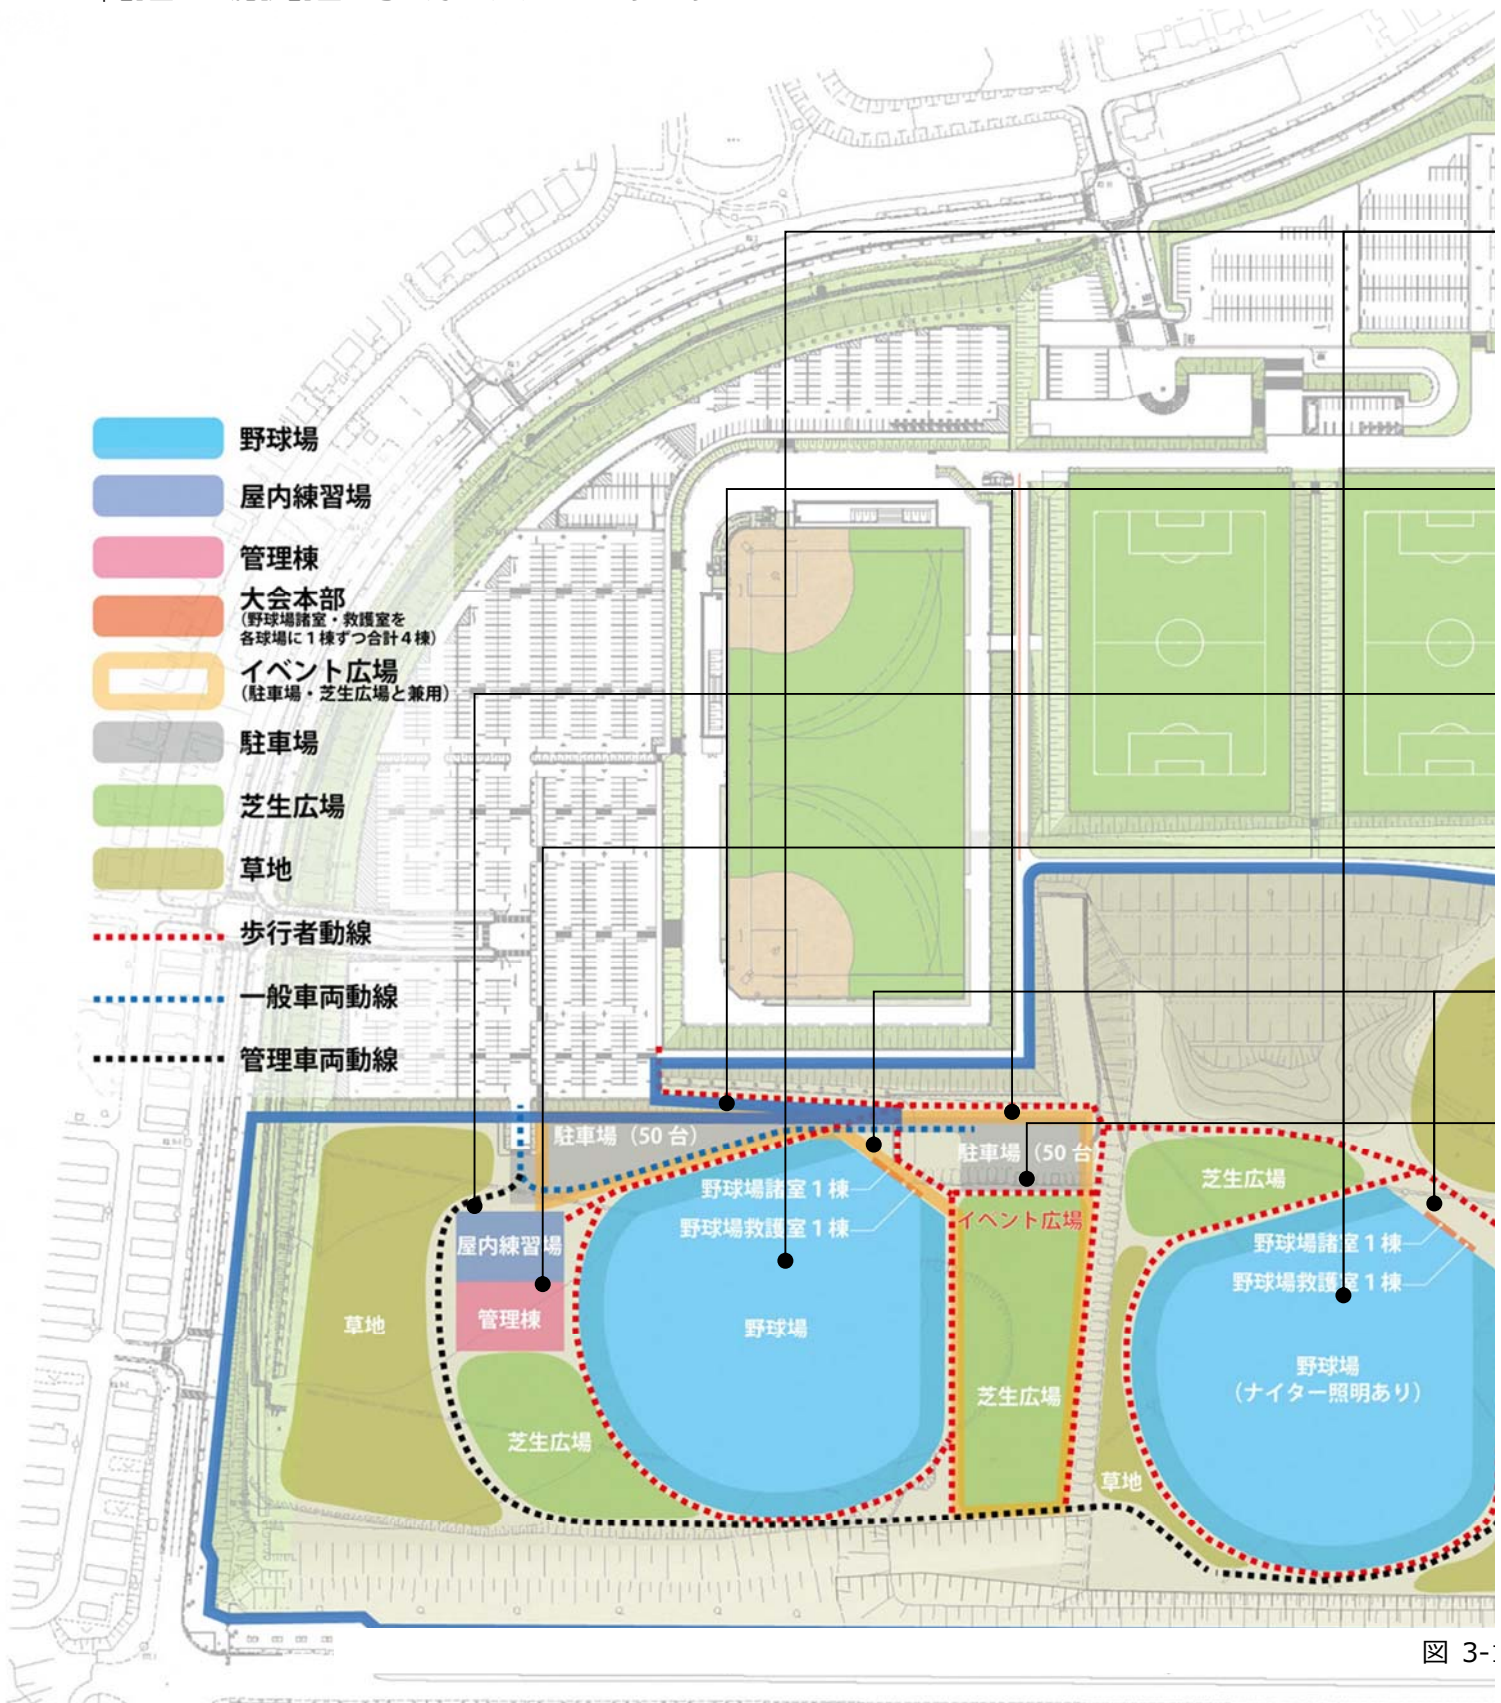 野球場
屋内練習場
管理棟
大会本部
(野球場諸室・救護室を
各球場に1棟ずつ合計4棟)
イベント広場
(駐車場・芝生広場と兼用)
駐車場
芝生広場
草地
歩行者動線
一般車両動線
管理車両動線
駐車場(50台)
駐車場(50台
野球場諸室1棟
野球場救護室1棟
イベント広場
芝生広場
屋内練習場
管理棟
草地
野球場
芝生広場
芝生広場
野球場諸室1棟
野球場救護室1棟
野球場
(ナイター照明あり)
草地
図 3-